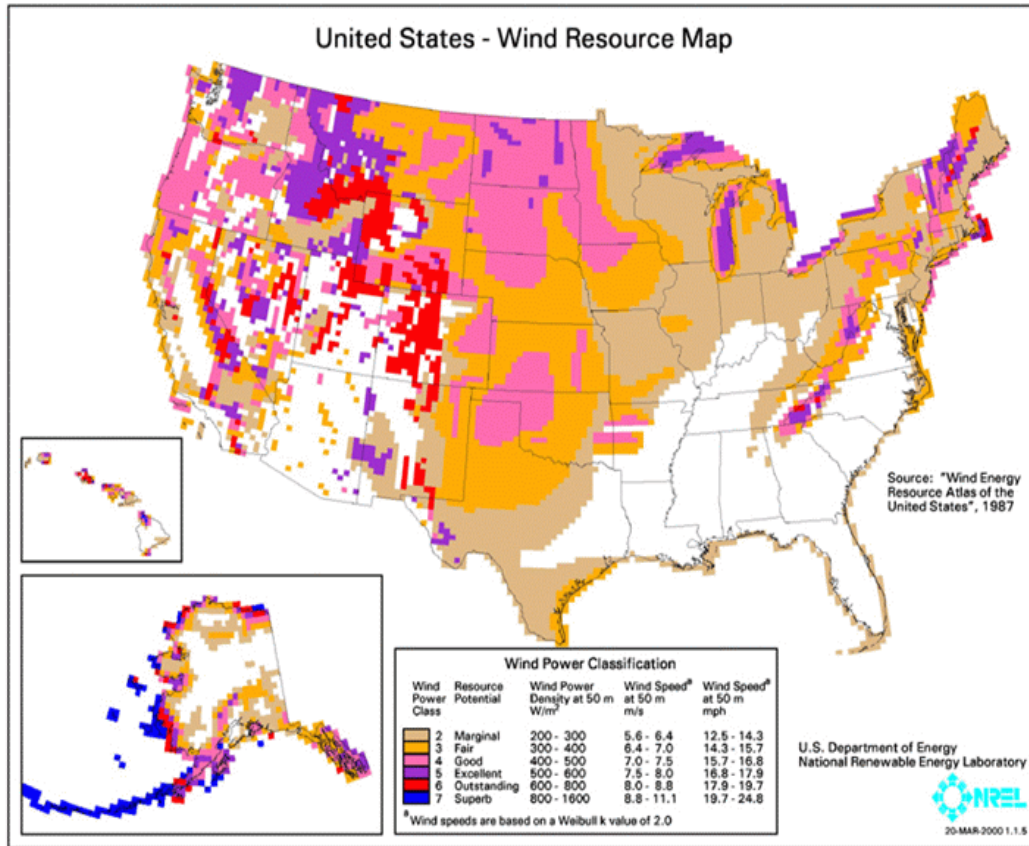 United States - Wind Resource Map
Source: "Wind Energy
Resource Atlas of the
United States", 1987
Wind Power Classification
Wind Power Class Resource Potential Wind Power Density at 50 m W/m² Wind Speedª at 50 m m/s Wind Speedª at 50 m mph
2 Marginal 200 - 300 5.6 - 6.4 12.5 - 14.3
3 Fair 300 - 400 6.4 - 7.0 14.3 - 15.7
4 Good 400 - 500 7.0 - 7.5 15.7 - 16.8
5 Excellent 500 - 600 7.5 - 8.0 16.8 - 17.9
6 Outstanding 600 - 800 8.0 - 8.8 17.9 - 19.7
7 Superb 800 - 1600 8.8 - 11.1 19.7 - 24.8
ª Wind speeds are based on a Weibull k value of 2.0
U.S. Department of Energy
National Renewable Energy Laboratory
NREL
20-MAR-2000 1.1.5